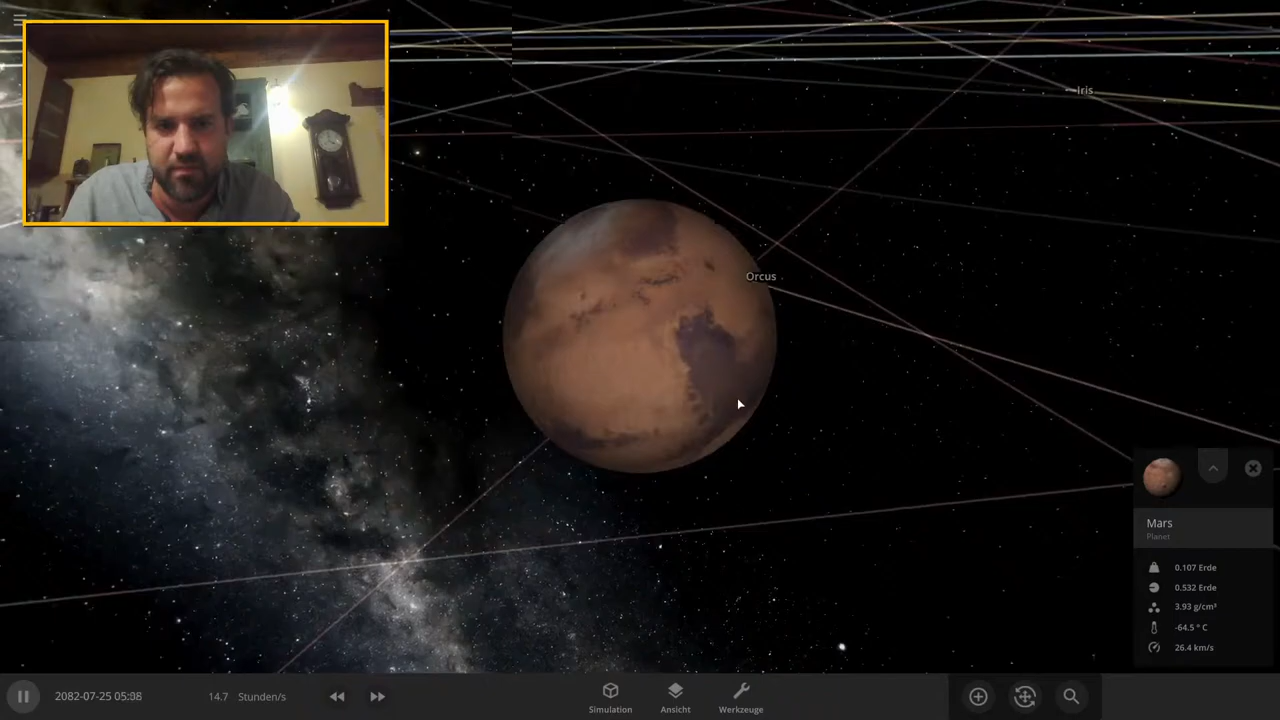 Iris
Orcus
Mars
Planet
0.107 Erde
0.532 Erde
3.93 g/cm³
-64.5 ° C
26.4 km/s
2082-07-25 05:38
14.7 Stunden/s
Simulation
Ansicht
Werkzeuge